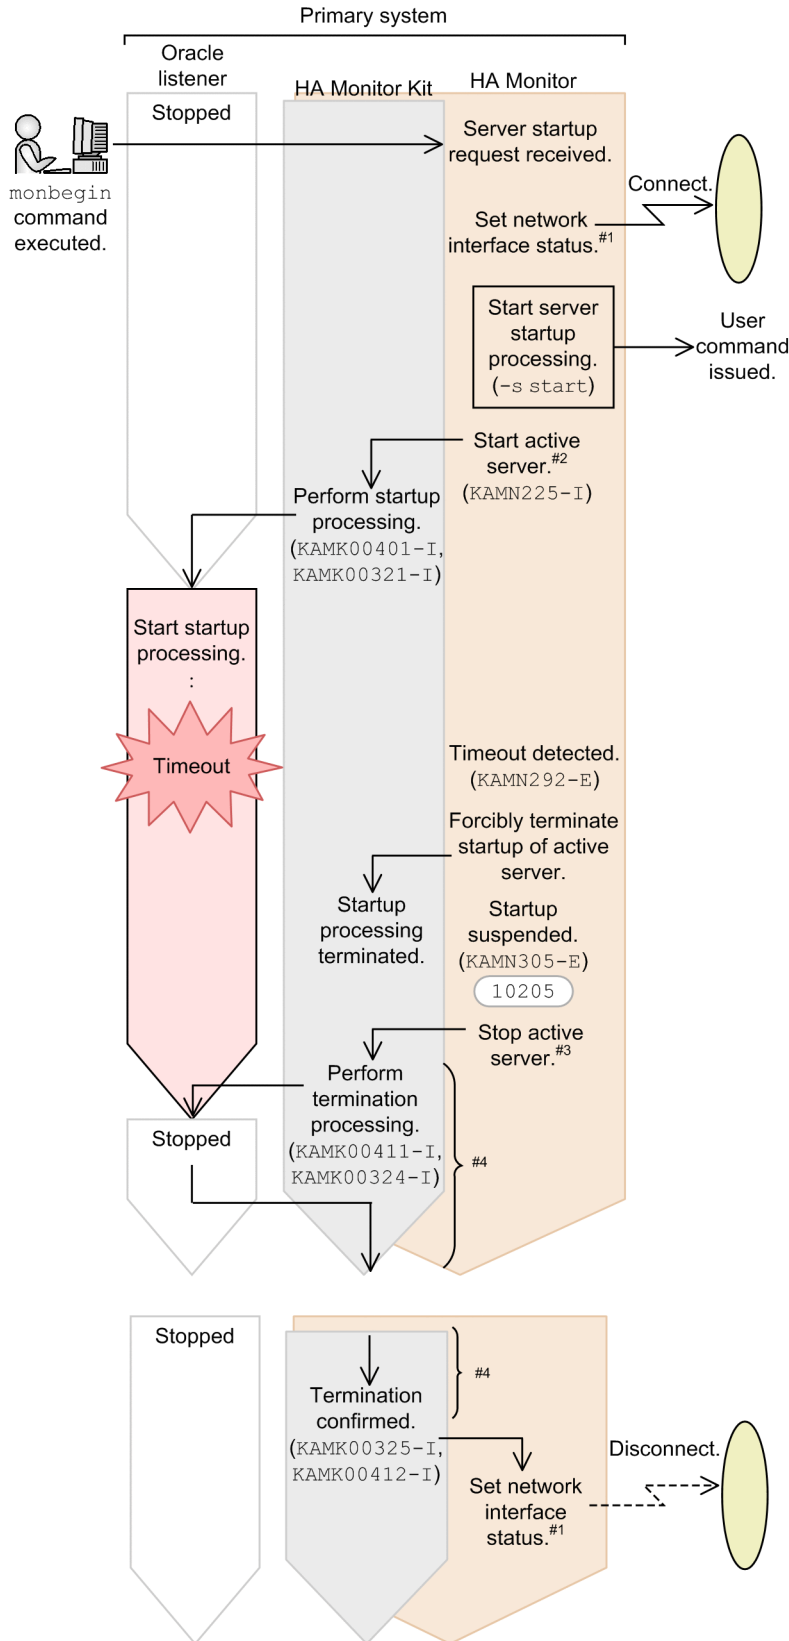 Primary system
Oracle
listener
HA Monitor Kit
HA Monitor
Stopped
Server startup
request received.
monbegin
command
executed.
Connect.
Set network
interface status.#1
Start server
startup
processing.
(-s start)
User
command
issued.
Start active
server.#2
(KAMN225-I)
Perform startup
processing.
(KAMK00401-I,
KAMK00321-I)
Start startup
processing.
:
Timeout
Timeout detected.
(KAMN292-E)
Forcibly terminate
startup of active
server.
Startup
processing
terminated.
Startup
suspended.
(KAMN305-E)
10205
Stop active
server.#3
Perform
termination
processing.
(KAMK00411-I,
KAMK00324-I)
Stopped
#4
Stopped
#4
Termination
confirmed.
(KAMK00325-I,
KAMK00412-I)
Disconnect.
Set network
interface
status.#1